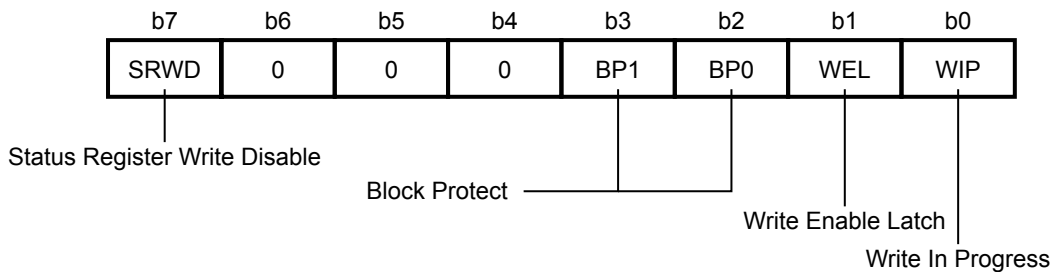 b7 b6 b5 b4 b3 b2 b1 b0
SRWD 0 0 0 BP1 BP0 WEL WIP
Status Register Write Disable
Block Protect
Write Enable Latch
Write In Progress